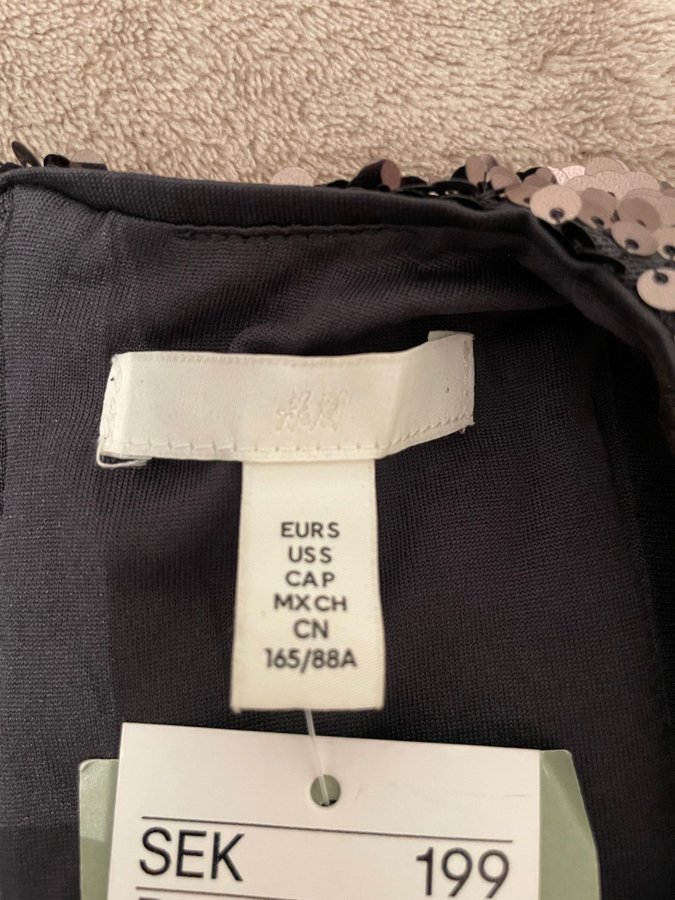 H&M
EUR S
US S
CA P
MX CH
CN
165/88A
SEK 199